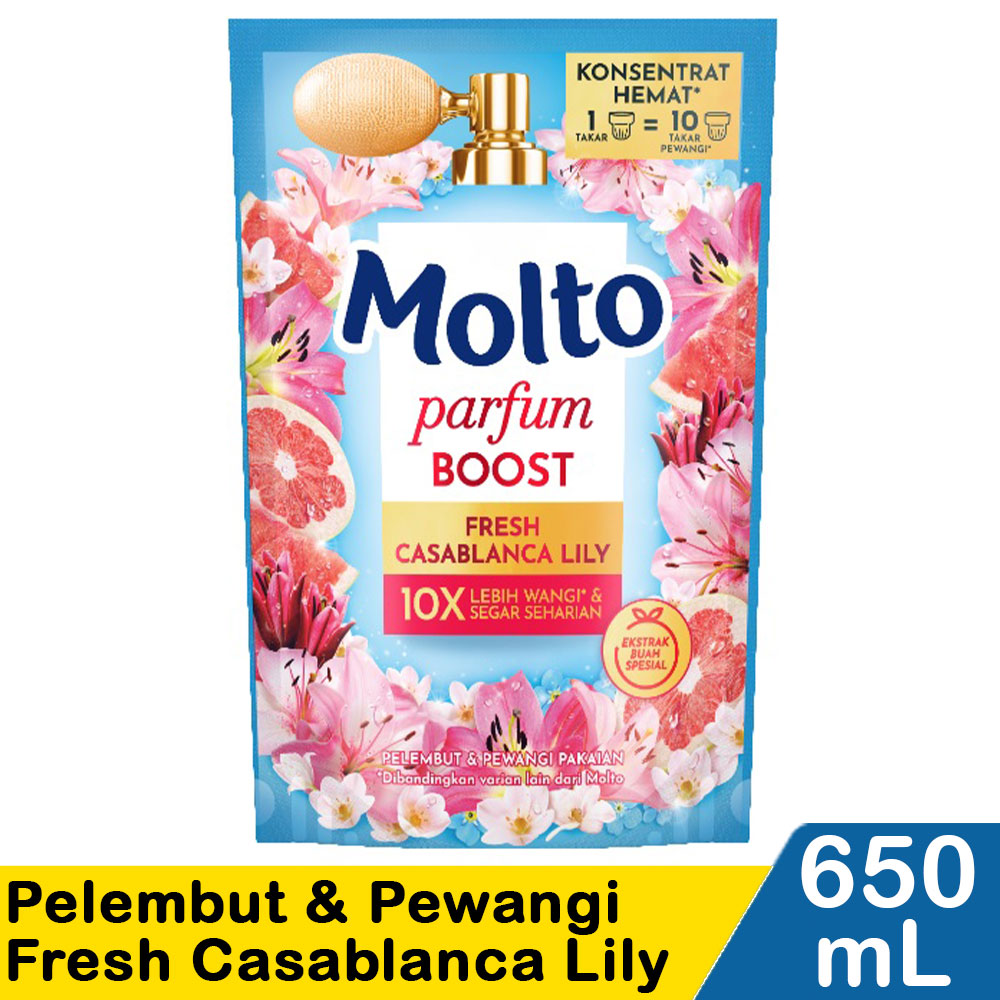 KONSENTRAT
HEMAT*
1 TAKAR = 10 TAKAR PEWANGI*
Molto
parfum
BOOST
FRESH
CASABLANCA LILY
10X LEBIH WANGI* &
SEGAR SEHARIAN
EKSTRAK
BUAH
SPESIAL
PELEMBUT & PEWANGI PAKAIAN
*Dibandingkan varian lain dari Molto
Pelembut & Pewangi
Fresh Casablanca Lily
650
mL